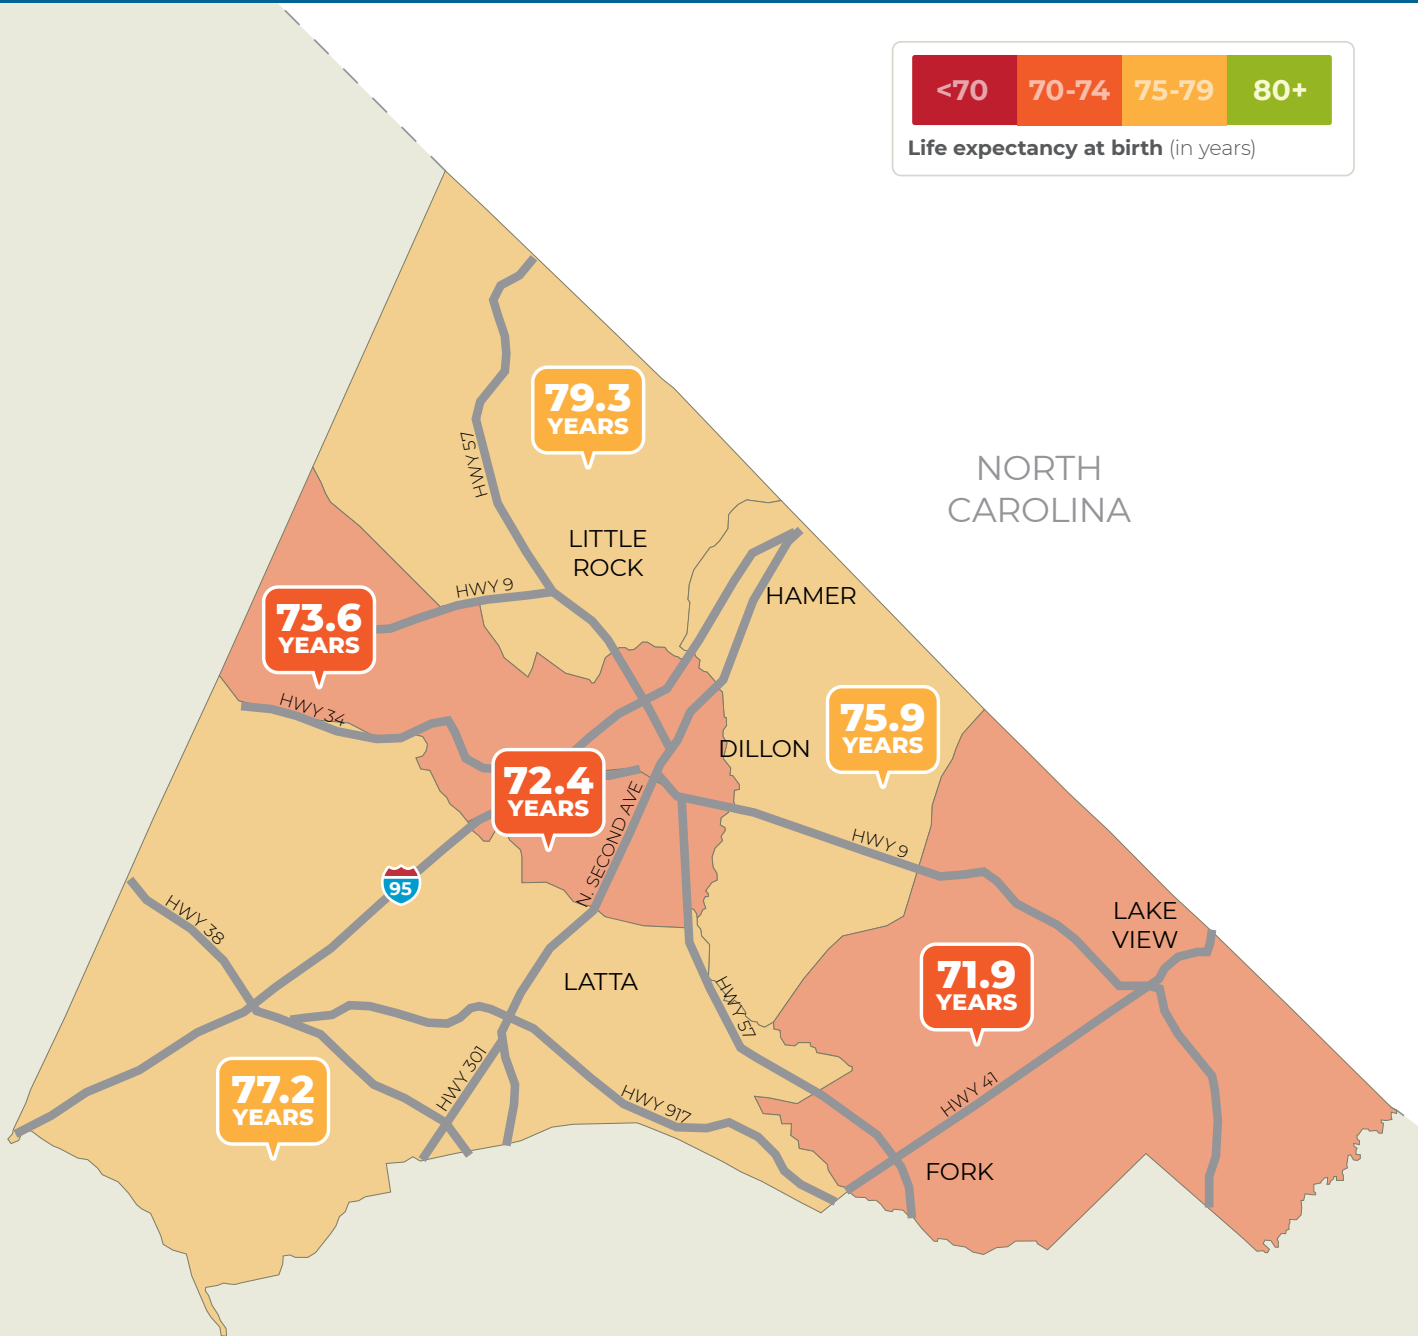 <70 70-74 75-79 80+
Life expectancy at birth (in years)
79.3
YEARS
HWY 57
NORTH
CAROLINA
LITTLE
ROCK
HWY 9
HAMER
73.6
YEARS
HWY 34
75.9
YEARS
DILLON
72.4
YEARS
N. SECOND AVE
HWY 9
95
HWY 38
LAKE
VIEW
LATTA
71.9
YEARS
HWY 57
77.2
YEARS
HWY 301
HWY 917
HWY 41
FORK